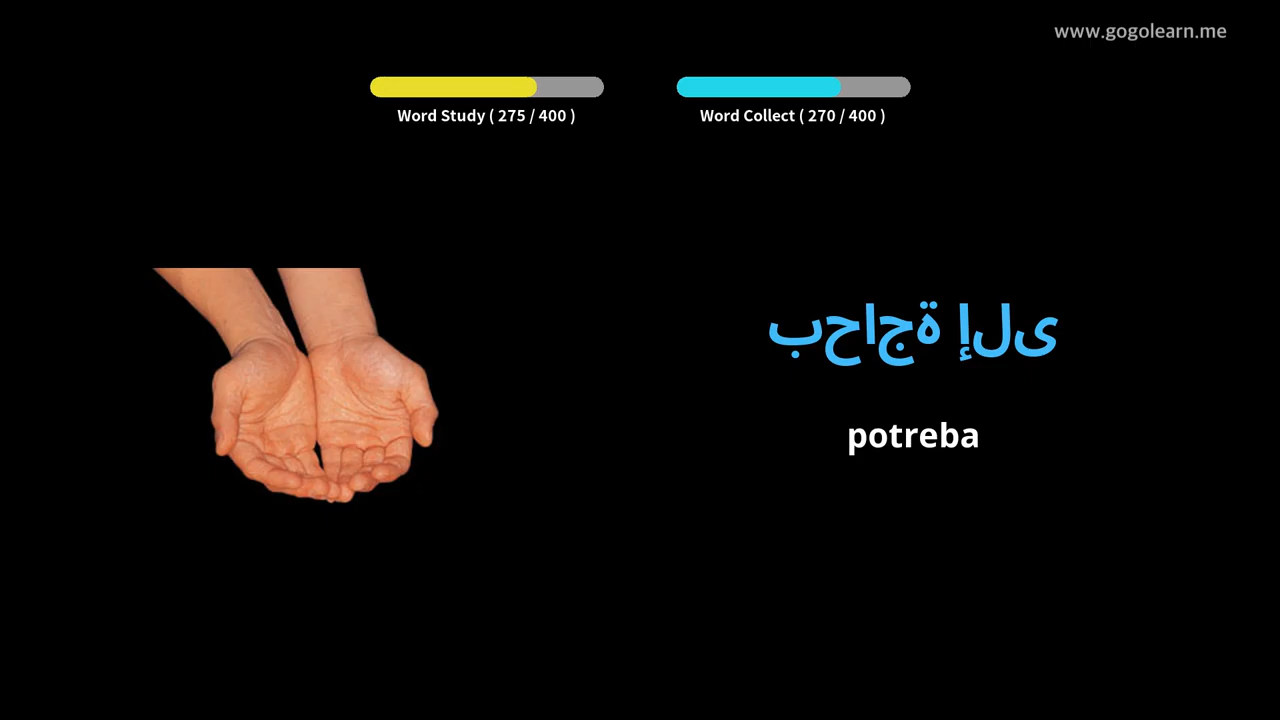 www.gogolearn.me
Word Study ( 275 / 400 )
Word Collect ( 270 / 400 )
بحاجة إلى
potreba